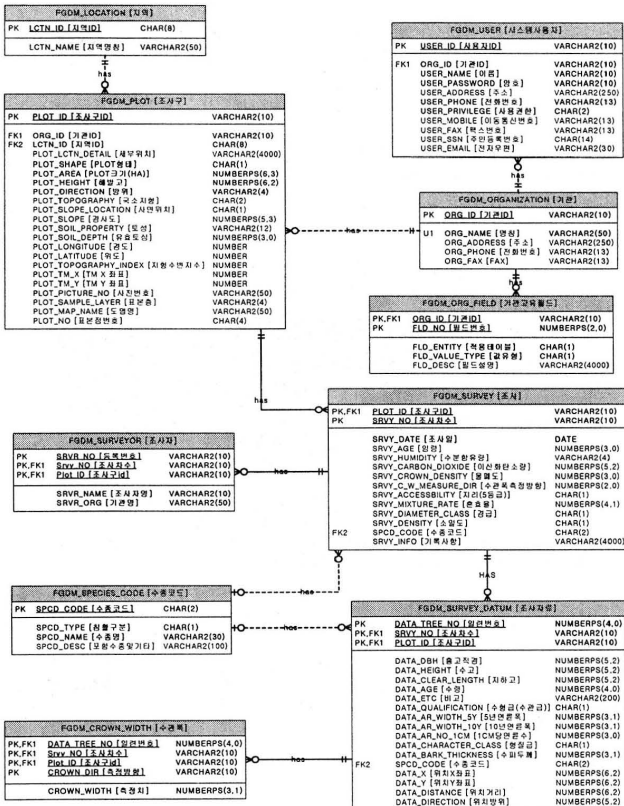 FGDM_LOCATION [지역]
PK LCTN_ID [지역ID] CHAR(8)
LCTN_NAME [지역명칭] VARCHAR2(50)
has
FGDM_PLOT [조사구]
PK PLOT_ID [조사구ID] VARCHAR2(10)
FK1 ORG_ID [기관ID] VARCHAR2(10)
FK2 LCTN_ID [지역ID] CHAR(8)
PLOT_LCTN_DETAIL [세부위치] VARCHAR2(4000)
PLOT_SHAPE [PLOT형태] CHAR(1)
PLOT_AREA [PLOT크기(HA)] NUMBERPS(6,3)
PLOT_HEIGHT [해발고] NUMBERPS(6,2)
PLOT_DIRECTION [방위] VARCHAR2(4)
PLOT_TOPOGRAPHY [국소지형] CHAR(2)
PLOT_SLOPE_LOCATION [사면위치] CHAR(1)
PLOT_SLOPE [경사도] NUMBERPS(5,3)
PLOT_SOIL_PROPERTY [토성] VARCHAR2(12)
PLOT_SOIL_DEPTH [유효토심] NUMBERPS(3,0)
PLOT_LONGITUDE [경도] NUMBER
PLOT_LATITUDE [위도] NUMBER
PLOT_TOPOGRAPHY_INDEX [지형수변지수] NUMBER
PLOT_TM_X [TM X 좌표] NUMBER
PLOT_TM_Y [TM Y 좌표] NUMBER
PLOT_PICTURE_NO [사진번호] VARCHAR2(50)
PLOT_SAMPLE_LAYER [표본층] VARCHAR2(4)
PLOT_MAP_NAME [도엽명] VARCHAR2(50)
PLOT_NO [표본점번호] CHAR(4)
FGDM_USER [시스템사용자]
PK USER_ID [사용자ID] VARCHAR2(10)
FK1 ORG_ID [기관ID] VARCHAR2(10)
USER_NAME [이름] VARCHAR2(10)
USER_PASSWORD [암호] VARCHAR2(10)
USER_ADDRESS [주소] VARCHAR2(250)
USER_PHONE [전화번호] VARCHAR2(13)
USER_PRIVILEGE [사용권한] CHAR(2)
USER_MOBILE [이동통신번호] VARCHAR2(13)
USER_FAX [팩스번호] VARCHAR2(13)
USER_SSN [주민등록번호] CHAR(14)
USER_EMAIL [전자우편] VARCHAR2(30)
has
FGDM_ORGANIZATION [기관]
PK ORG_ID [기관ID] VARCHAR2(10)
U1 ORG_NAME [명칭] VARCHAR2(50)
ORG_ADDRESS [주소] VARCHAR2(250)
ORG_PHONE [전화번호] VARCHAR2(13)
ORG_FAX [FAX] VARCHAR2(13)
has
has
FGDM_ORG_FIELD [기관고유필드]
PK,FK1 ORG_ID [기관ID] VARCHAR2(10)
PK FLD_NO [필드번호] NUMBERPS(2,0)
FLD_ENTITY [적용테이블] CHAR(1)
FLD_VALUE_TYPE [값유형] CHAR(1)
FLD_DESC [필드설명] VARCHAR2(4000)
has
FGDM_SURVEY [조사]
PK,FK1 PLOT_ID [조사구ID] VARCHAR2(10)
PK SRVY_NO [조사차수] VARCHAR2(10)
SRVY_DATE [조사일] DATE
SRVY_AGE [임령] NUMBERPS(3,0)
SRVY_HUMIDITY [수분함유량] VARCHAR2(4)
SRVY_CARBON_DIOXIDE [이산화탄소량] NUMBERPS(5,2)
SRVY_CROWN_DENSITY [울폐도] NUMBERPS(3,0)
SRVY_C_W_MEASURE_DIR [수관폭측정방향] NUMBERPS(2,0)
SRVY_ACCESSBILITY [지리(5등급)] CHAR(1)
SRVY_MIXTURE_RATE [혼효율] NUMBERPS(3,1)
SRVY_DIAMETER_CLASS [경급] CHAR(1)
SRVY_DENSITY [소밀도] CHAR(1)
FK2 SPCD_CODE [수종코드] CHAR(2)
SRVY_INFO [기록사항] VARCHAR2(4000)
FGDM_SURVEYOR [조사자]
PK SRVR_NO [등록번호] VARCHAR2(10)
PK,FK1 Srvy_NO [조사차수] VARCHAR2(10)
PK,FK1 Plot_ID [조사구id] VARCHAR2(10)
SRVR_NAME [조사자명] VARCHAR2(10)
SRVR_ORG [기관명] VARCHAR2(50)
has
has
HAS
FGDM_SPECIES_CODE [수종코드]
PK SPCD_CODE [수종코드] CHAR(2)
SPCD_TYPE [침활구분] CHAR(1)
SPCD_NAME [수종명] VARCHAR2(30)
SPCD_DESC [포함수종및기타] VARCHAR2(100)
has
FGDM_SURVEY_DATUM [조사자료]
PK DATA_TREE_NO [일련번호] NUMBERPS(4,0)
PK,FK1 SRVY_NO [조사차수] VARCHAR2(10)
PK,FK1 PLOT_ID [조사구ID] VARCHAR2(10)
DATA_DBH [흉고직경] NUMBERPS(5,2)
DATA_HEIGHT [수고] NUMBERPS(5,2)
DATA_CLEAR_LENGTH [지하고] NUMBERPS(5,2)
DATA_AGE [수령] NUMBERPS(4,0)
DATA_ETC [비고] VARCHAR2(200)
DATA_QUALIFICATION [수형급(수관급)] CHAR(1)
DATA_AR_WIDTH_5Y [5년연륜폭] NUMBERPS(3,1)
DATA_AR_WIDTH_10Y [10년연륜폭] NUMBERPS(3,1)
DATA_AR_NO_1CM [1CM당연륜수] NUMBERPS(3,0)
DATA_CHARACTER_CLASS [형질급] CHAR(1)
DATA_BARK_THICKNESS [수피두께] NUMBERPS(3,1)
FK2 SPCD_CODE [수종코드] CHAR(2)
DATA_X [위치X좌표] NUMBERPS(6,2)
DATA_Y [위치Y좌표] NUMBERPS(6,2)
DATA_DISTANCE [위치거리] NUMBERPS(6,2)
DATA_DIRECTION [위치방위] NUMBERPS(5,2)
FGDM_CROWN_WIDTH [수관폭]
PK,FK1 DATA_TREE_NO [일련번호] NUMBERPS(4,0)
PK,FK1 Srvy_NO [조사차수] VARCHAR2(10)
PK,FK1 Plot_ID [조사구id] VARCHAR2(10)
PK CROWN_DIR [측정방향] VARCHAR2(10)
CROWN_WIDTH [측정치] NUMBERPS(3,1)
has